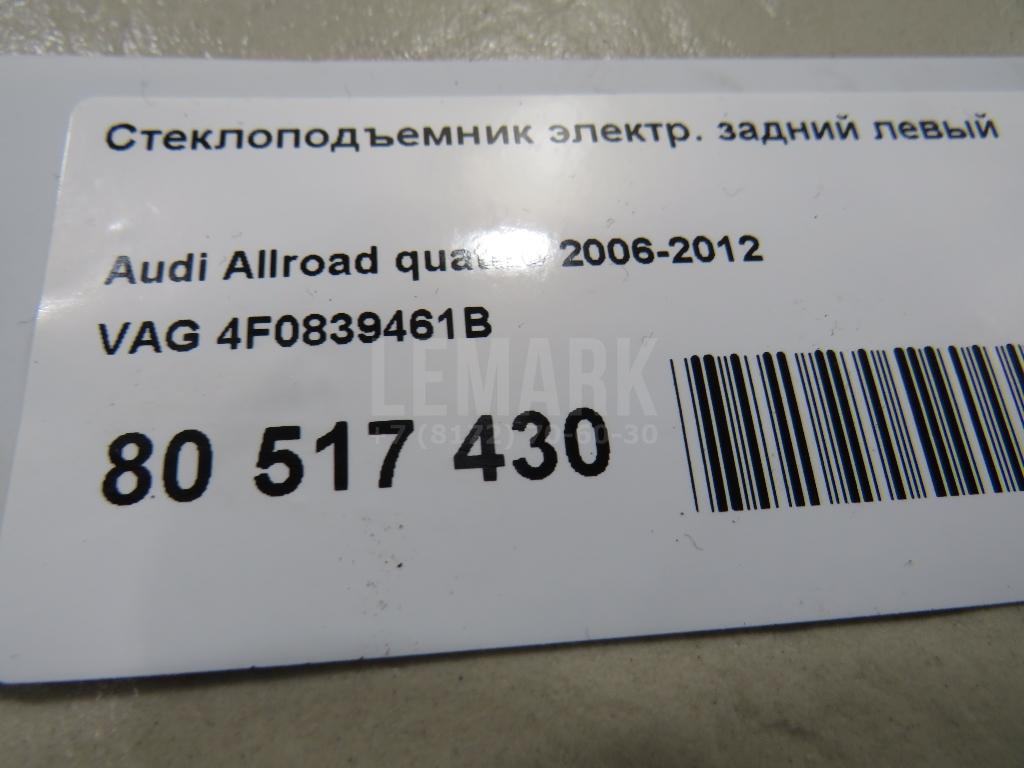 Стеклоподъемник электр. задний левый
Audi Allroad 2006-2012
VAG 4F0839461B
LEMARK
80 517 430